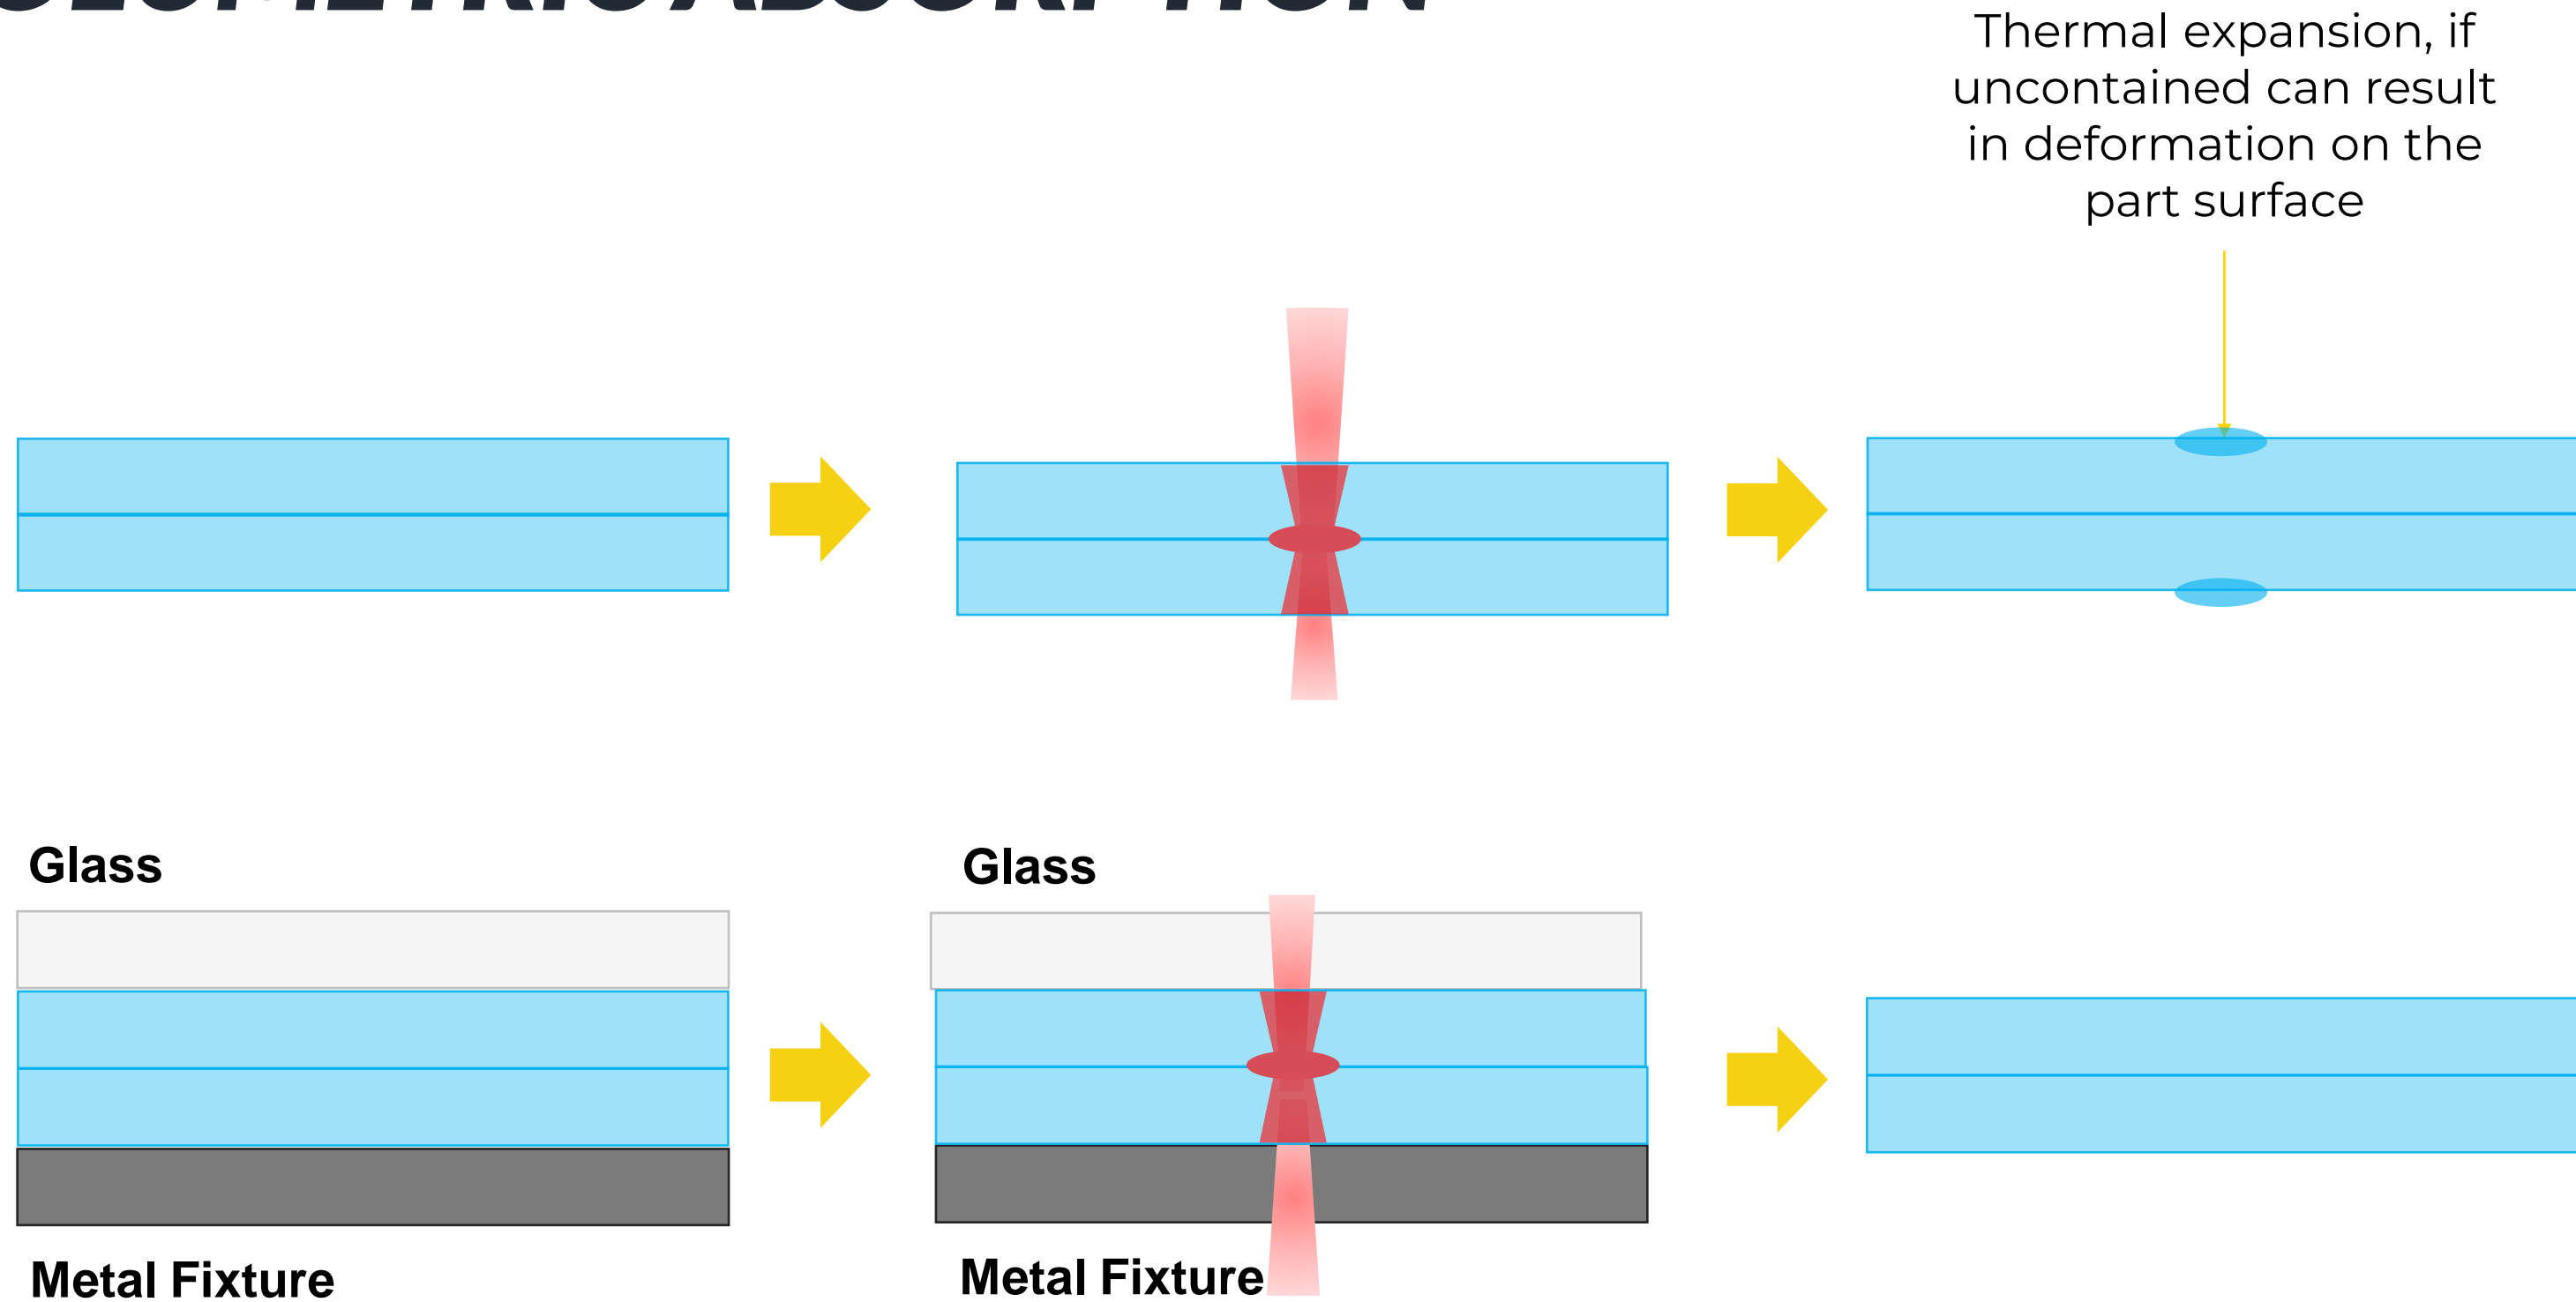 Thermal expansion, if
uncontained can result
in deformation on the
part surface
Glass
Glass
Metal Fixture
Metal Fixture